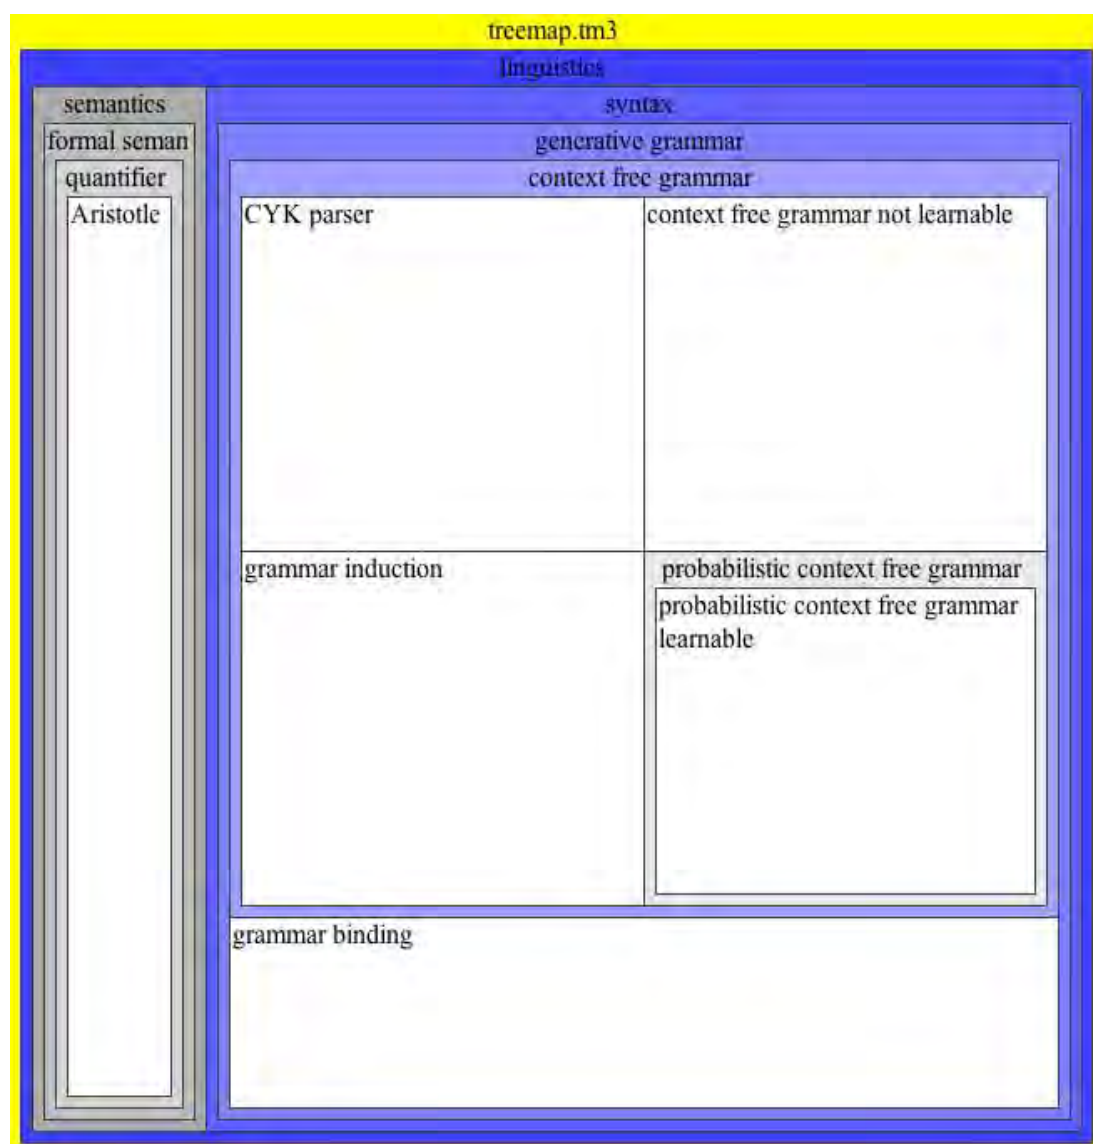 treemap.tm3
linguistics
semantics
syntax
formal seman
generative grammar
quantifier
context free grammar
Aristotle
CYK parser
context free grammar not learnable
grammar induction
probabilistic context free grammar
probabilistic context free grammar
learnable
grammar binding